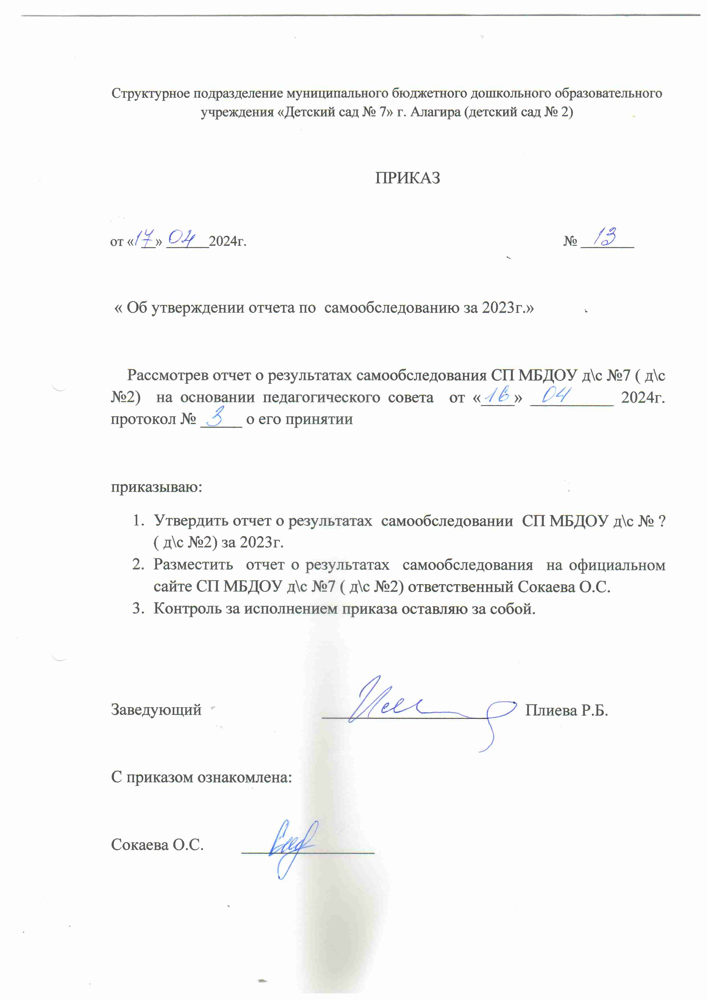 Структурное подразделение муниципального бюджетного дошкольного образовательного
учреждения «Детский сад № 7» г. Алагира (детский сад № 2)
ПРИКАЗ
от «17» 04 2024г. № 13
« Об утверждении отчета по самообследованию за 2023г.»
Рассмотрев отчет о результатах самообследования СП МБДОУ д\с №7 ( д\с
№2) на основании педагогического совета от «16» 04 2024г.
протокол № 3 о его принятии
приказываю:
1. Утвердить отчет о результатах самообследовании СП МБДОУ д\с № ?
( д\с №2) за 2023г.
2. Разместить отчет о результатах самообследования на официальном
сайте СП МБДОУ д\с №7 ( д\с №2) ответственный Сокаева О.С.
3. Контроль за исполнением приказа оставляю за собой.
Заведующий Плиева Р.Б.
С приказом ознакомлена:
Сокаева О.С.